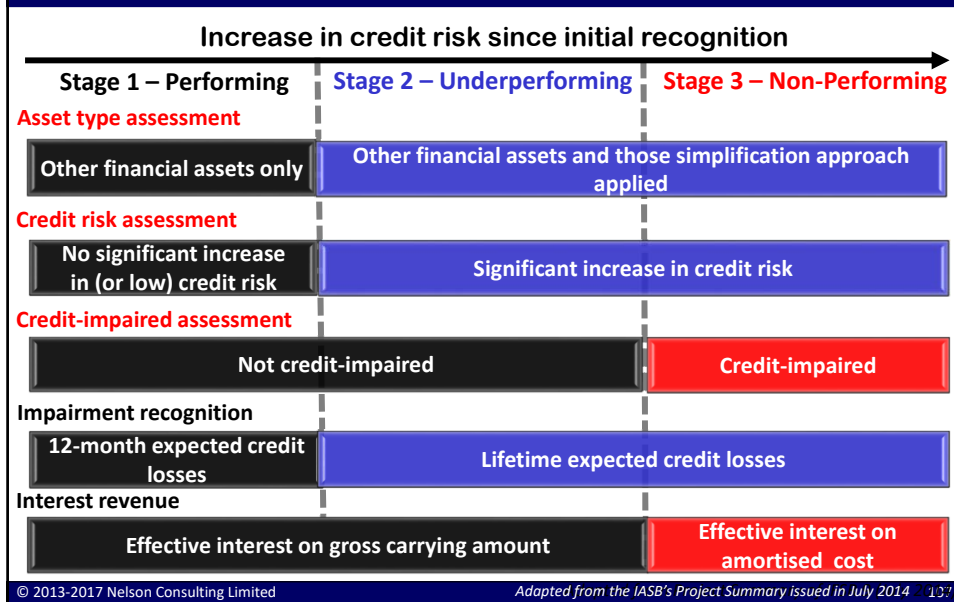 Increase in credit risk since initial recognition
Stage 1 – Performing
Stage 2 – Underperforming
Stage 3 – Non-Performing
Asset type assessment
Other financial assets only
Other financial assets and those simplification approach
applied
Credit risk assessment
No significant increase
in (or low) credit risk
Significant increase in credit risk
Credit-impaired assessment
Not credit-impaired
Credit-impaired
Impairment recognition
12-month expected credit
losses
Lifetime expected credit losses
Interest revenue
Effective interest on gross carrying amount
Effective interest on
amortised cost
© 2013-2017 Nelson Consulting Limited
Adapted from the IASB's Project Summary issued in July 2014
107